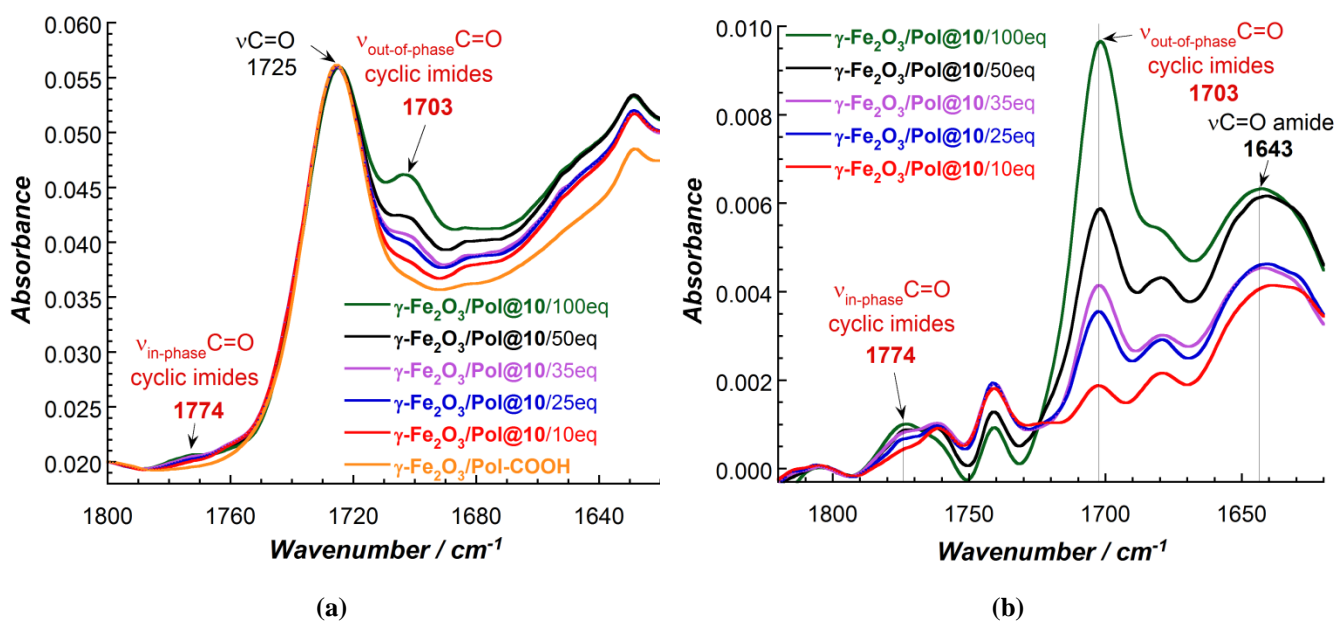 0.060
0.055
0.050
0.045
0.040
0.035
0.030
0.025
0.020
Absorbance
νC=O
1725
νout-of-phaseC=O
cyclic imides
1703
νin-phaseC=O
cyclic imides
1774
γ-Fe2O3/Pol@10/100eq
γ-Fe2O3/Pol@10/50eq
γ-Fe2O3/Pol@10/35eq
γ-Fe2O3/Pol@10/25eq
γ-Fe2O3/Pol@10/10eq
γ-Fe2O3/Pol-COOH
1800 1760 1720 1680 1640
Wavenumber / cm-1
(a)
0.010
0.008
0.006
0.004
0.002
0.000
Absorbance
γ-Fe2O3/Pol@10/100eq
γ-Fe2O3/Pol@10/50eq
γ-Fe2O3/Pol@10/35eq
γ-Fe2O3/Pol@10/25eq
γ-Fe2O3/Pol@10/10eq
νout-of-phaseC=O
cyclic imides
1703
νC=O amide
1643
νin-phaseC=O
cyclic imides
1774
1800 1750 1700 1650
Wavenumber / cm-1
(b)